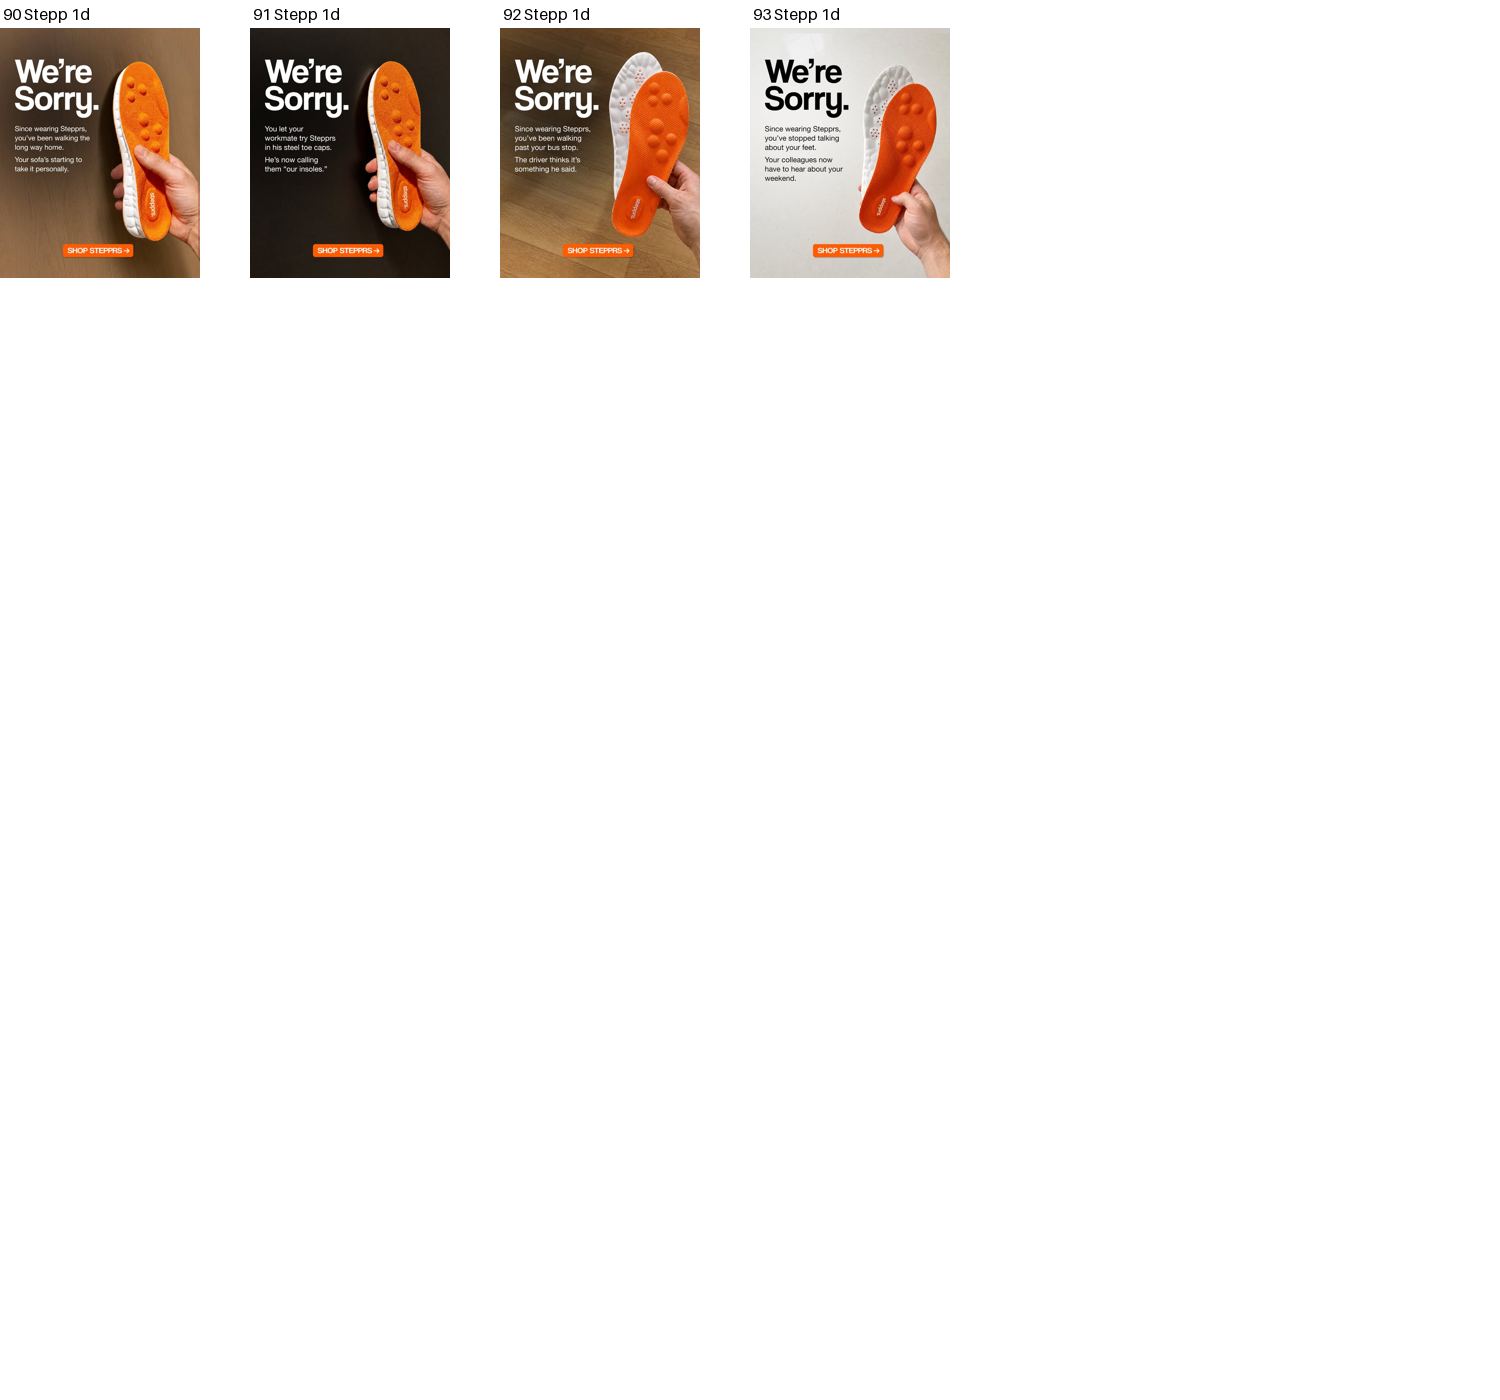 90 Stepp 1d
We're
Sorry.
Since wearing Stepprs,
you've been walking the
long way home.
Your sofa's starting to
take it personally.
stepprs.
SHOP STEPPRS →
91 Stepp 1d
We're
Sorry.
You let your
workmate try Stepprs
in his steel toe caps.
He's now calling
them “our insoles.”
stepprs.
SHOP STEPPRS →
92 Stepp 1d
We're
Sorry.
Since wearing Stepprs,
you've been walking
past your bus stop.
The driver thinks it's
something he said.
stepprs.
SHOP STEPPRS →
93 Stepp 1d
We're
Sorry.
Since wearing Stepprs,
you've stopped talking
about your feet.
Your colleagues now
have to hear about your
weekend.
stepprs.
SHOP STEPPRS →